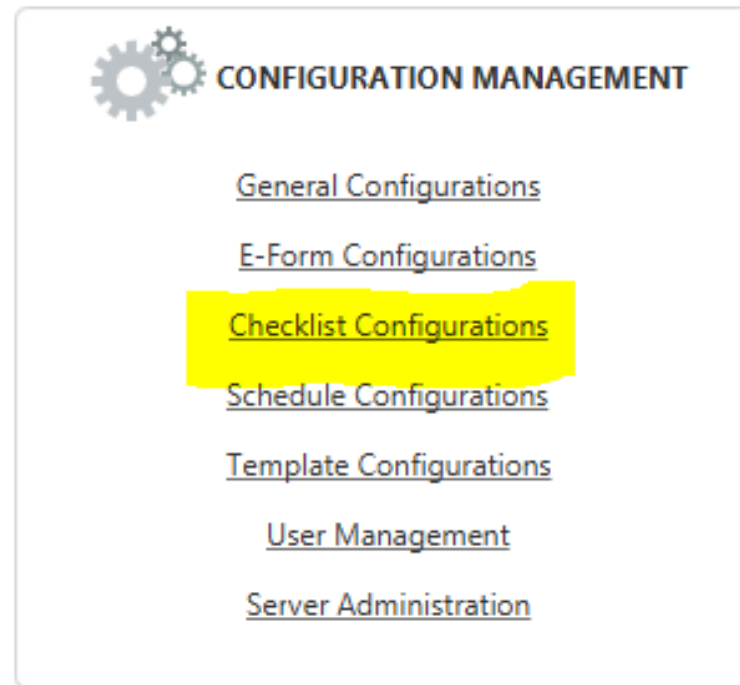 CONFIGURATION MANAGEMENT
General Configurations
E-Form Configurations
Checklist Configurations
Schedule Configurations
Template Configurations
User Management
Server Administration